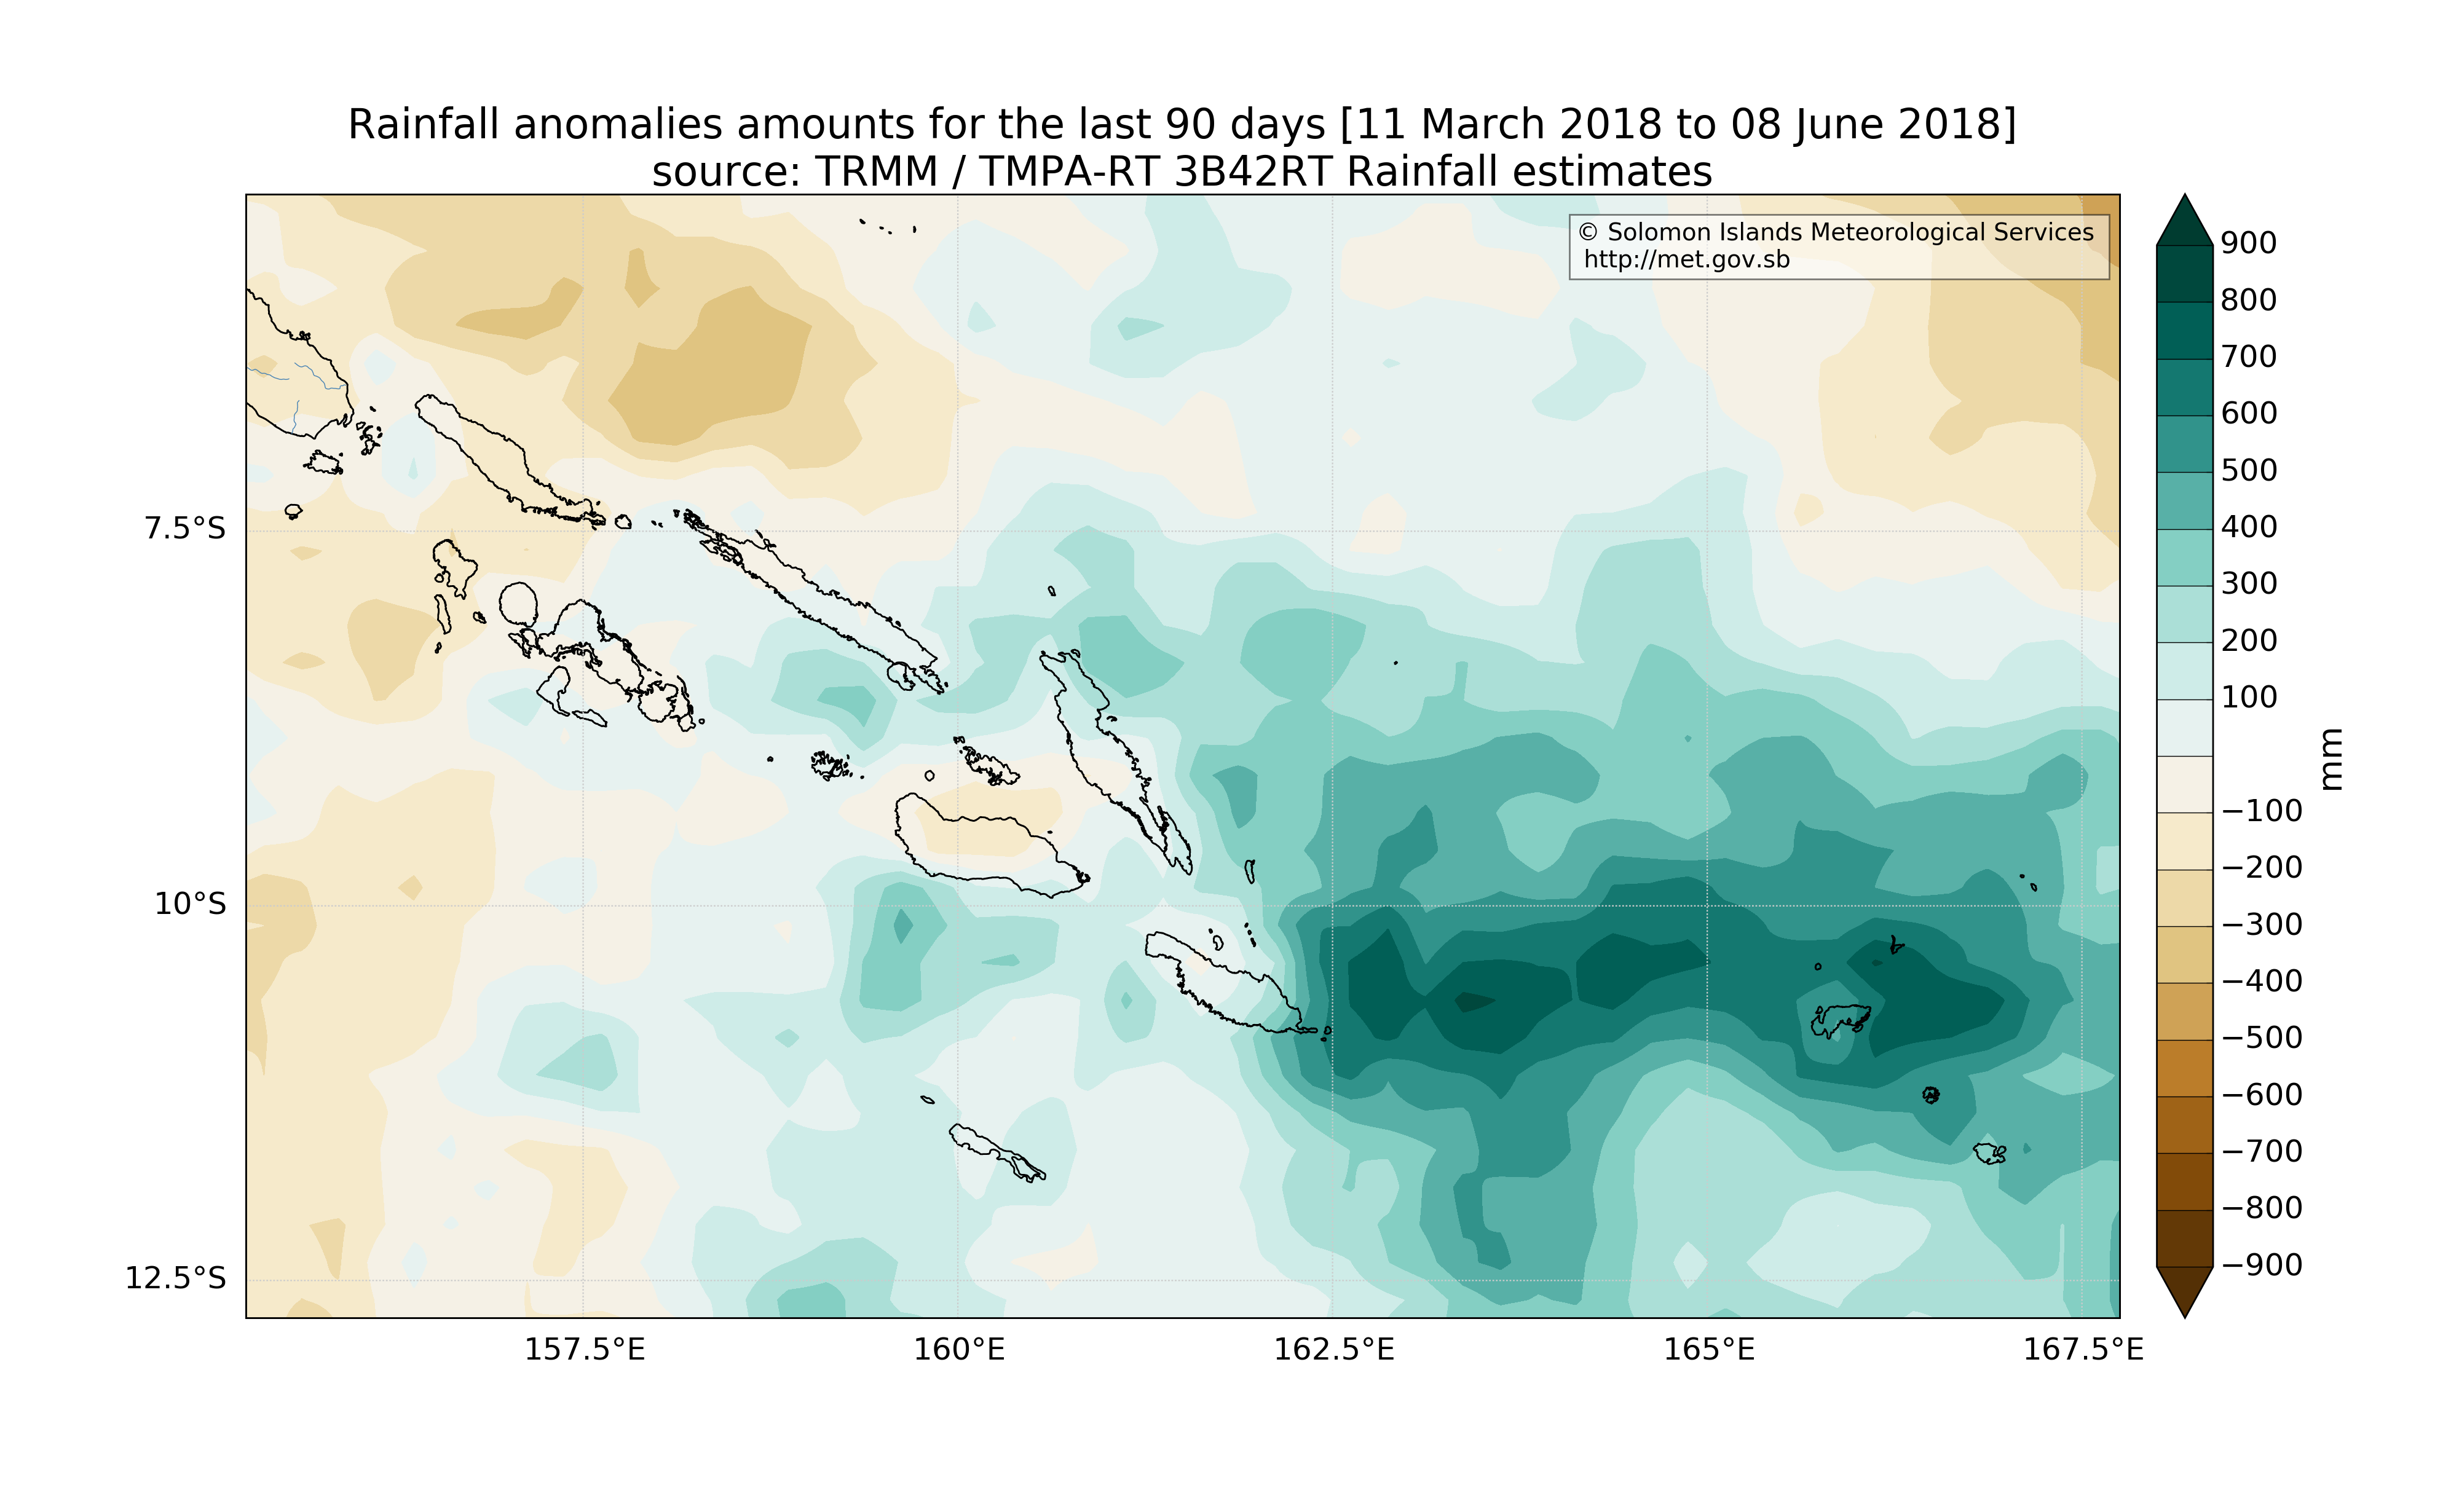 Rainfall anomalies amounts for the last 90 days [11 March 2018 to 08 June 2018]
source: TRMM / TMPA-RT 3B42RT Rainfall estimates
© Solomon Islands Meteorological Services
http://met.gov.sb
7.5°S
10°S
12.5°S
157.5°E
160°E
162.5°E
165°E
167.5°E
900
800
700
600
500
400
300
200
100
−100
−200
−300
−400
−500
−600
−700
−800
−900
mm